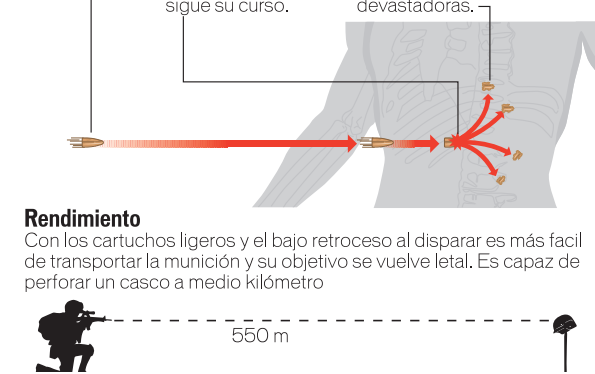 sigue su curso.
devastadoras.
Rendimiento
Con los cartuchos ligeros y el bajo retroceso al disparar es más facil
de transportar la munición y su objetivo se vuelve letal. Es capaz de
perforar un casco a medio kilómetro
550 m